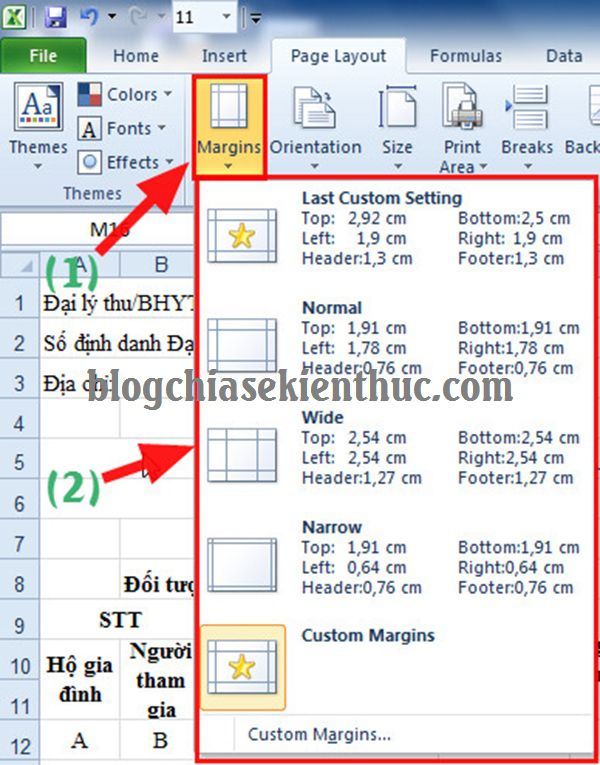 11
File Home Insert Page Layout Formulas Data
Themes
Colors
Fonts
Effects
Margins Orientation Size Print Area Breaks Back
Themes
M16
(1)
A B
Last Custom Setting
Top: 2,92 cm Bottom:2,5 cm
Left: 1,9 cm Right: 1,9 cm
Header:1,3 cm Footer:1,3 cm
1 Đại lý thu/BHYT
Normal
Top: 1,91 cm Bottom:1,91 cm
Left: 1,78 cm Right:1,78 cm
Header:0,76 cm Footer:0,76 cm
2 Số định danh Đạ
3 Địa chỉ:
blogchiasekienthuc.com
4
Wide
Top: 2,54 cm Bottom:2,54 cm
Left: 2,54 cm Right:2,54 cm
Header:1,27 cm Footer:1,27 cm
5
(2)
6
7
Narrow
Top: 1,91 cm Bottom:1,91 cm
Left: 0,64 cm Right:0,64 cm
Header:0,76 cm Footer:0,76 cm
8 Đối tượ
9 STT
Custom Margins
10 Hộ gia Người
11 đình tham
gia
12 A B
Custom Margins...